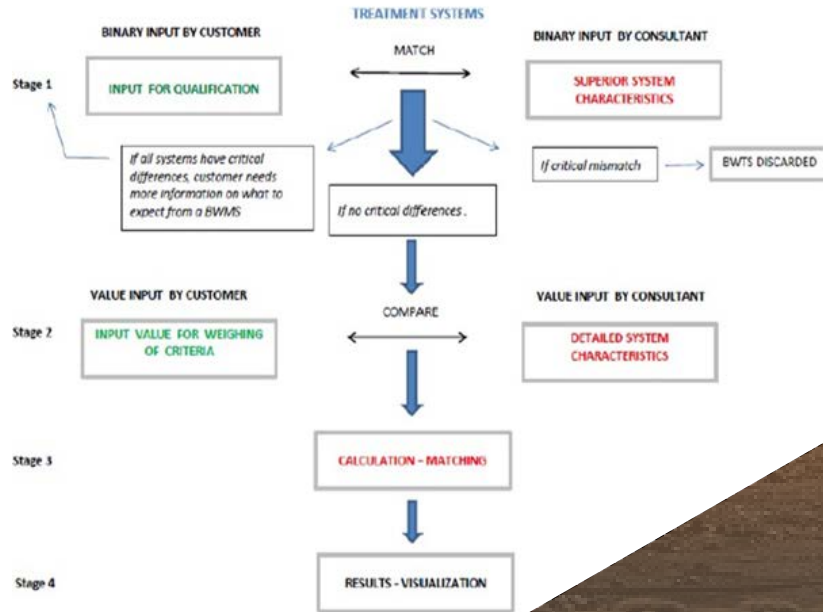 TREATMENT SYSTEMS
BINARY INPUT BY CUSTOMER
BINARY INPUT BY CONSULTANT
MATCH
Stage 1
INPUT FOR QUALIFICATION
SUPERIOR SYSTEM
CHARACTERISTICS
If all systems have critical
differences, customer needs
more information on what to
expect from a BWMS
If no critical differences .
If critical mismatch
BWTS DISCARDED
VALUE INPUT BY CUSTOMER
VALUE INPUT BY CONSULTANT
COMPARE
Stage 2
INPUT VALUE FOR WEIGHING
OF CRITERIA
DETAILED SYSTEM
CHARACTERISTICS
Stage 3
CALCULATION – MATCHING
Stage 4
RESULTS - VISUALIZATION